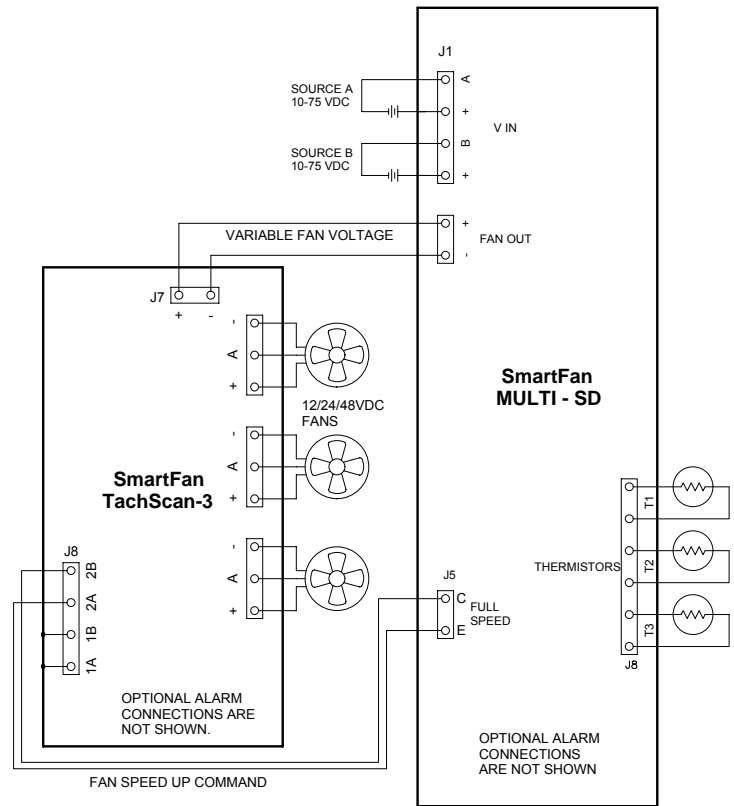 J1
SOURCE A
10-75 VDC
A
+
V IN
SOURCE B
10-75 VDC
B
+
VARIABLE FAN VOLTAGE
+
FAN OUT
-
J7
+ -
-
A
+
12/24/48VDC
FANS
SmartFan
MULTI - SD
-
A
+
SmartFan
TachScan-3
-
A
+
J8
2B
2A
1B
1A
T1
THERMISTORS
T2
T3
J8
J5
C
FULL
SPEED
E
OPTIONAL ALARM
CONNECTIONS ARE
NOT SHOWN.
OPTIONAL ALARM
CONNECTIONS
ARE NOT SHOWN
FAN SPEED UP COMMAND